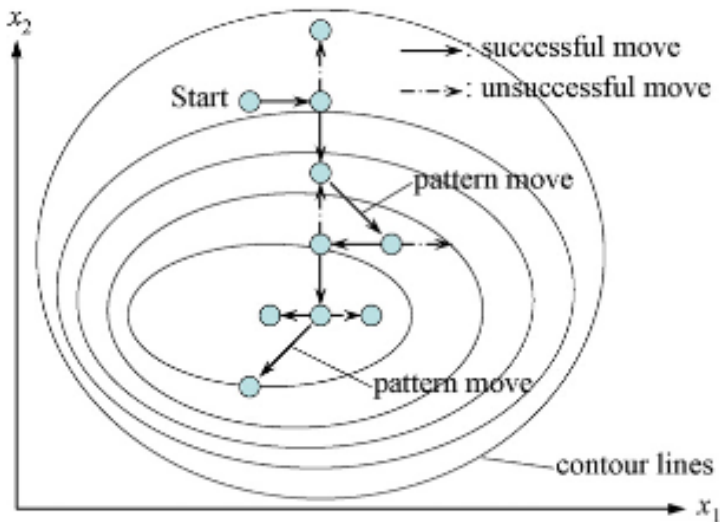 x2
: successful move
Start
: unsuccessful move
pattern move
pattern move
contour lines
x1